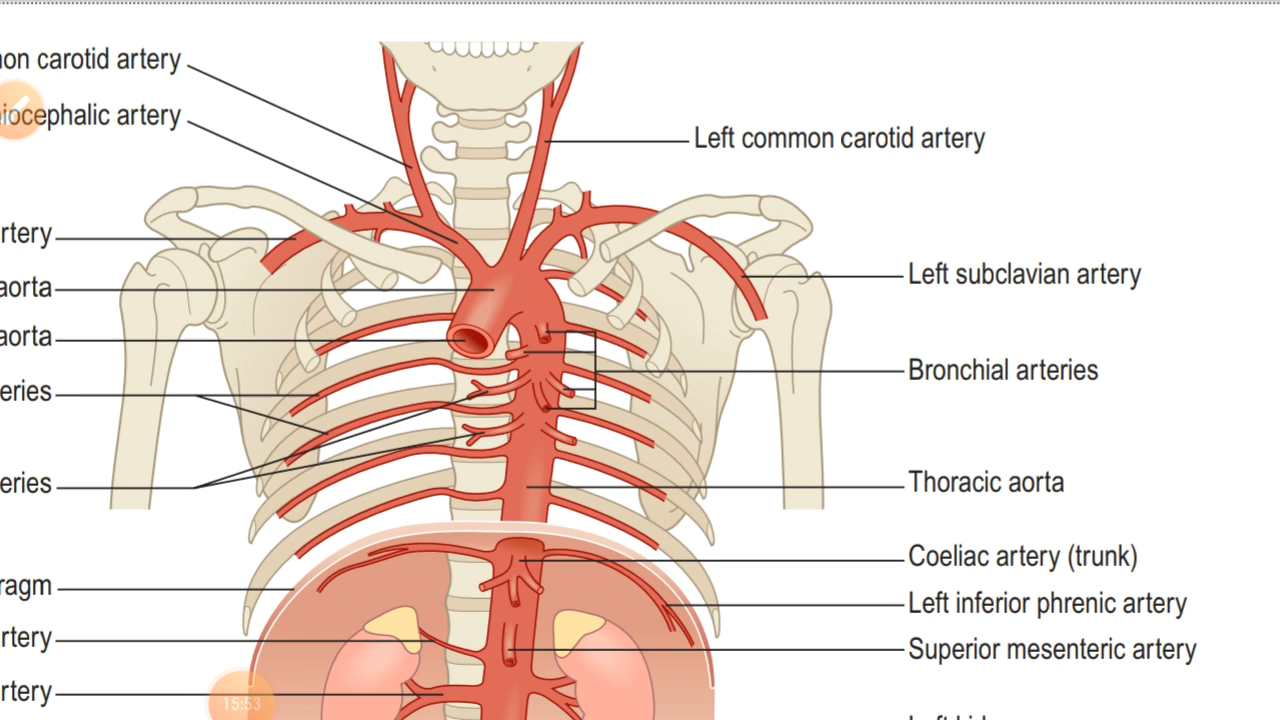 on carotid artery
iocephalic artery
Left common carotid artery
rtery
aorta
Left subclavian artery
aorta
Bronchial arteries
eries
eries
Thoracic aorta
Coeliac artery (trunk)
ragm
Left inferior phrenic artery
rtery
Superior mesenteric artery
rtery
15:53